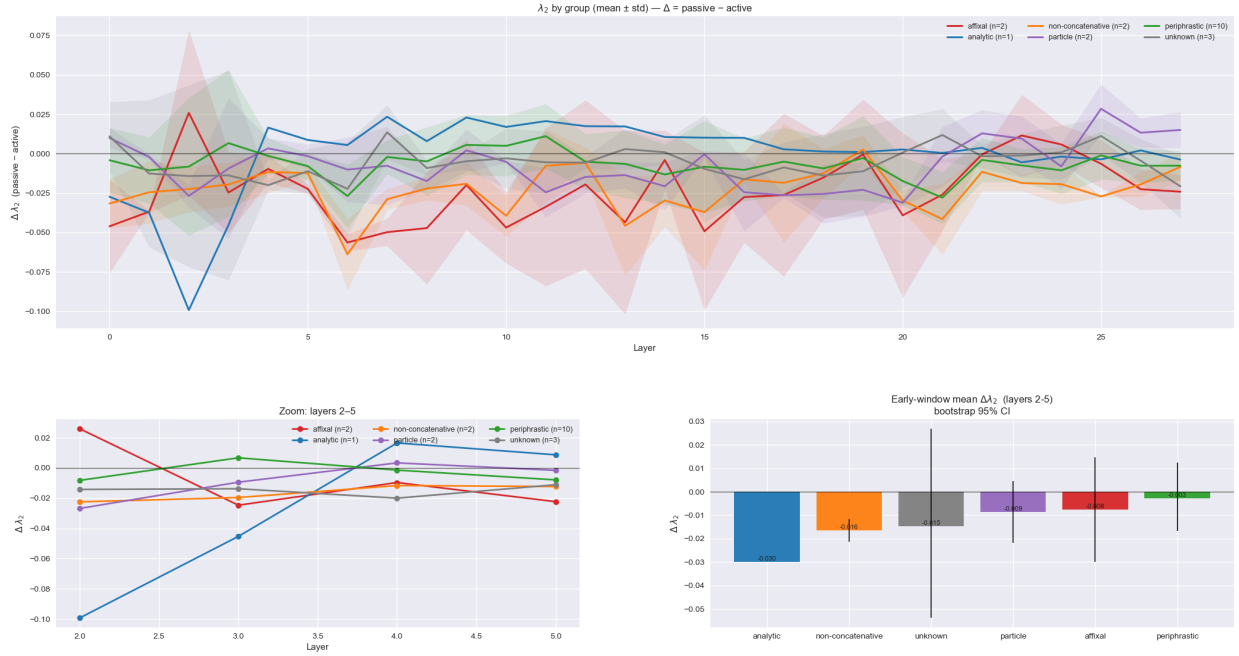 λ₂ by group (mean ± std) — Δ = passive − active
affixal (n=2)
analytic (n=1)
non-concatenative (n=2)
particle (n=2)
periphrastic (n=10)
unknown (n=3)
Δ λ₂ (passive − active)
0.075
0.050
0.025
0.000
−0.025
−0.050
−0.075
−0.100
0 5 10 15 20 25
Layer
Zoom: layers 2–5
affixal (n=2)
analytic (n=1)
non-concatenative (n=2)
particle (n=2)
periphrastic (n=10)
unknown (n=3)
Δ λ₂
0.02
0.00
−0.02
−0.04
−0.06
−0.08
−0.10
2.0 2.5 3.0 3.5 4.0 4.5 5.0
Layer
Early-window mean Δλ₂ (layers 2-5)
bootstrap 95% CI
Δ λ₂
0.03
0.02
0.01
0.00
−0.01
−0.02
−0.03
−0.04
−0.05
-0.030
-0.016
-0.015
-0.009
-0.008
-0.003
analytic non-concatenative unknown particle affixal periphrastic